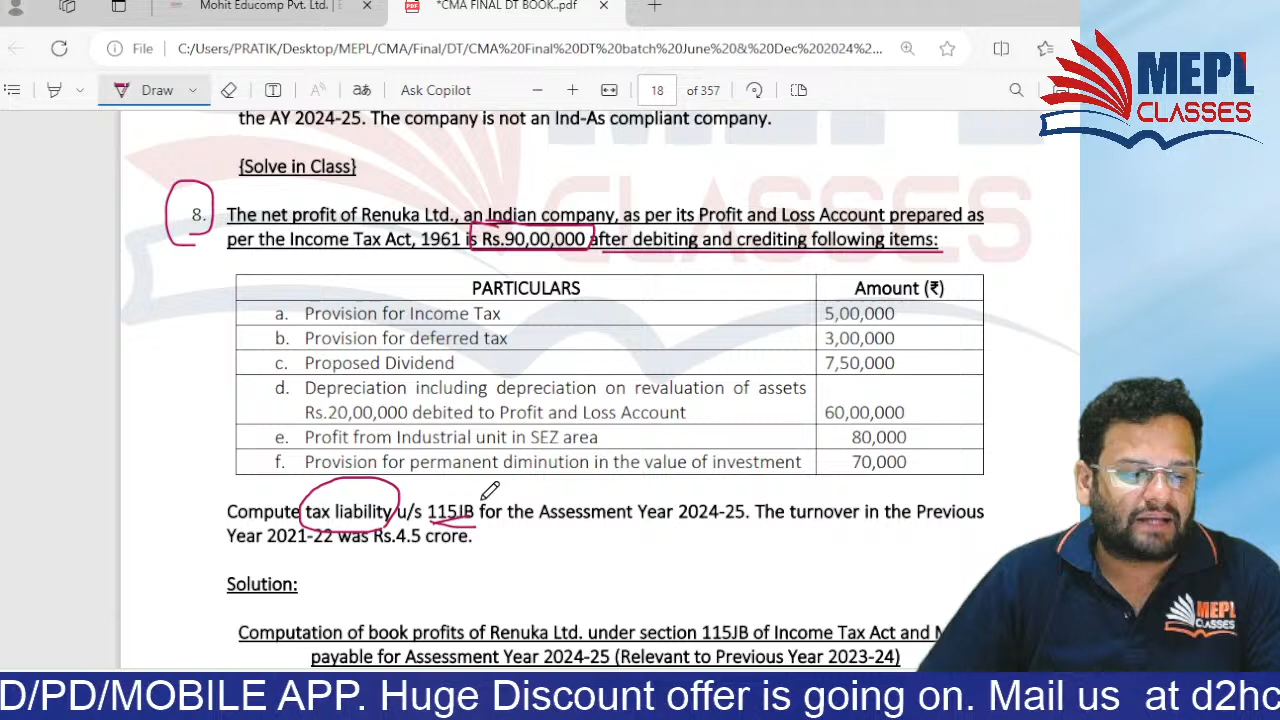 Mohit Educomp Pvt. Ltd. | E
*CMA FINAL DT BOOK..pdf
File
C:/Users/PRATIK/Desktop/MEPL/CMA/Final/DT/CMA%20Final%20DT%20batch%20June%20&%20Dec%202024%...
Draw
Ask Copilot
18 of 357
MEPL
CLASSES
the AY 2024-25. The company is not an Ind-As compliant company.
{Solve in Class}
8. The net profit of Renuka Ltd., an Indian company, as per its Profit and Loss Account prepared as
per the Income Tax Act, 1961 is Rs.90,00,000 after debiting and crediting following items:
PARTICULARS Amount (₹)
a. Provision for Income Tax 5,00,000
b. Provision for deferred tax 3,00,000
c. Proposed Dividend 7,50,000
d. Depreciation including depreciation on revaluation of assets
Rs.20,00,000 debited to Profit and Loss Account 60,00,000
e. Profit from Industrial unit in SEZ area 80,000
f. Provision for permanent diminution in the value of investment 70,000
Compute tax liability u/s 115JB for the Assessment Year 2024-25. The turnover in the Previous
Year 2021-22 was Rs.4.5 crore.
Solution:
Computation of book profits of Renuka Ltd. under section 115JB of Income Tax Act and M
payable for Assessment Year 2024-25 (Relevant to Previous Year 2023-24)
CLASSES
MEPL
CLASSES
D/PD/MOBILE APP. Huge Discount offer is going on. Mail us at d2hc